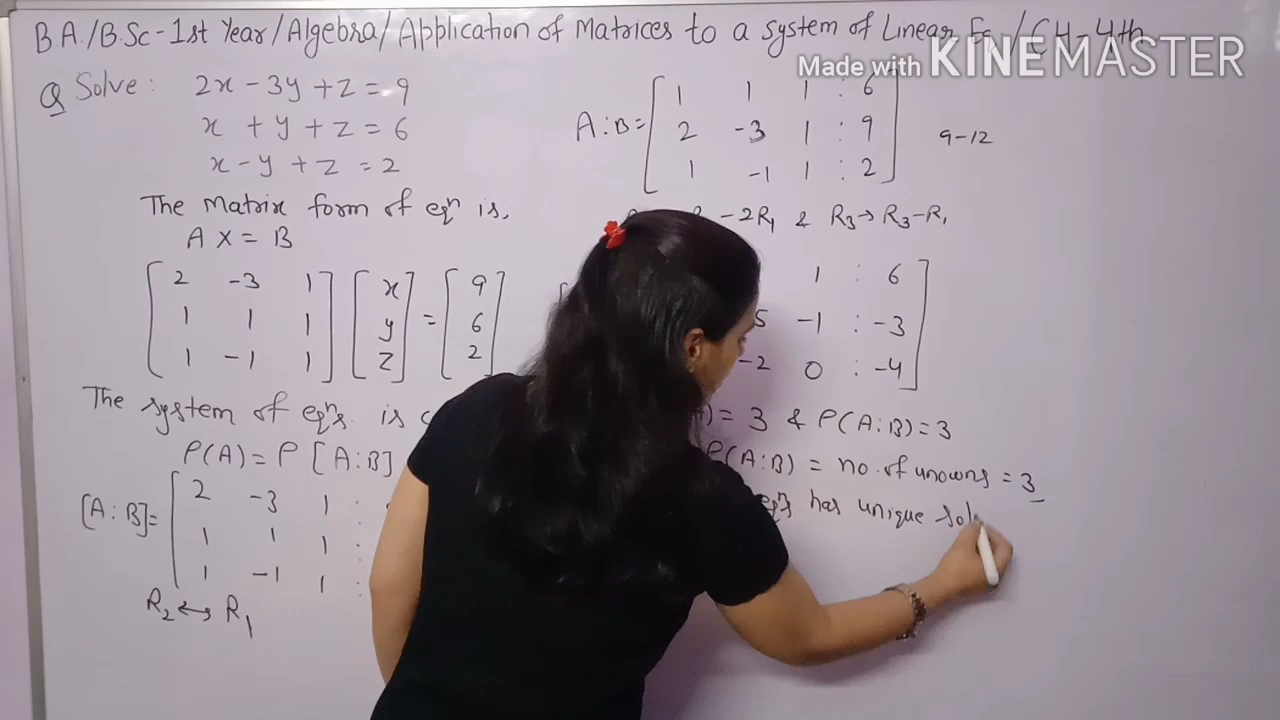 B.A./B.Sc-1st Year/Algebra/Application of Matrices to a system of Linear Eq /CH-4th
Made with KINEMASTER
Q Solve : 2x - 3y + z = 9
x + y + z = 6
x - y + z = 2
The Matrix form of eqn is,
A X = B
[ 2 -3 1 ] [ x ] = [ 9 ]
[ 1 1 1 ] [ y ] [ 6 ]
[ 1 -1 1 ] [ z ] [ 2 ]
The system of eqns. is
ρ(A) = ρ [A:B]
[A:B] = [ 2 -3 1 :
1 1 1 :
1 -1 1 :
R2 ↔ R1
A:B = [ 1 1 1 : 6 ]
[ 2 -3 1 : 9 ] 9-12
[ 1 -1 1 : 2 ]
-2R1 & R3 → R3-R1
1 : 6 ]
-1 : -3
-2 0 : -4 ]
) = 3 & ρ(A:B) = 3
ρ(A:B) = no. of unowns = 3
eqns has unique sol